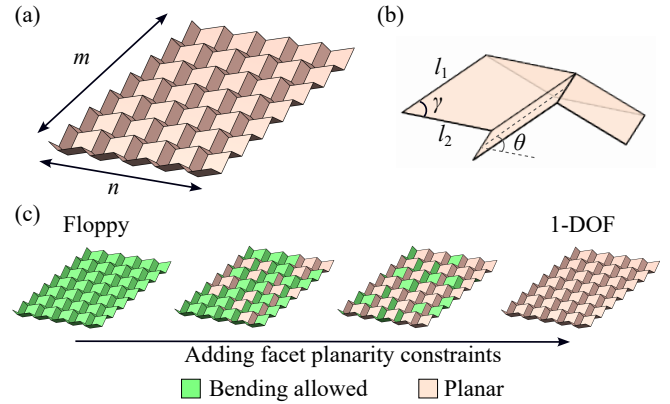 (a)
m
n
(b)
l₁
γ
l₂
θ
(c)
Floppy
1-DOF
Adding facet planarity constraints
Bending allowed
Planar